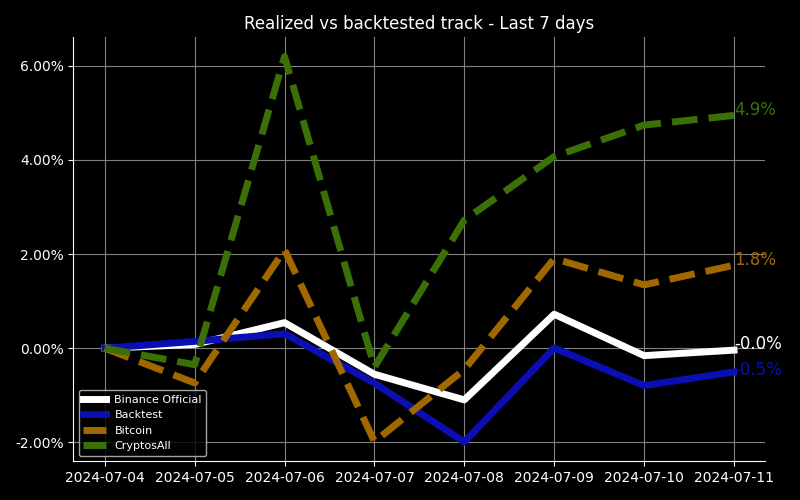 Realized vs backtested track - Last 7 days
6.00%
4.00%
2.00%
0.00%
-2.00%
4.9%
1.8%
-0.0%
-0.5%
Binance Official
Backtest
Bitcoin
CryptosAll
2024-07-04 2024-07-05 2024-07-06 2024-07-07 2024-07-08 2024-07-09 2024-07-10 2024-07-11